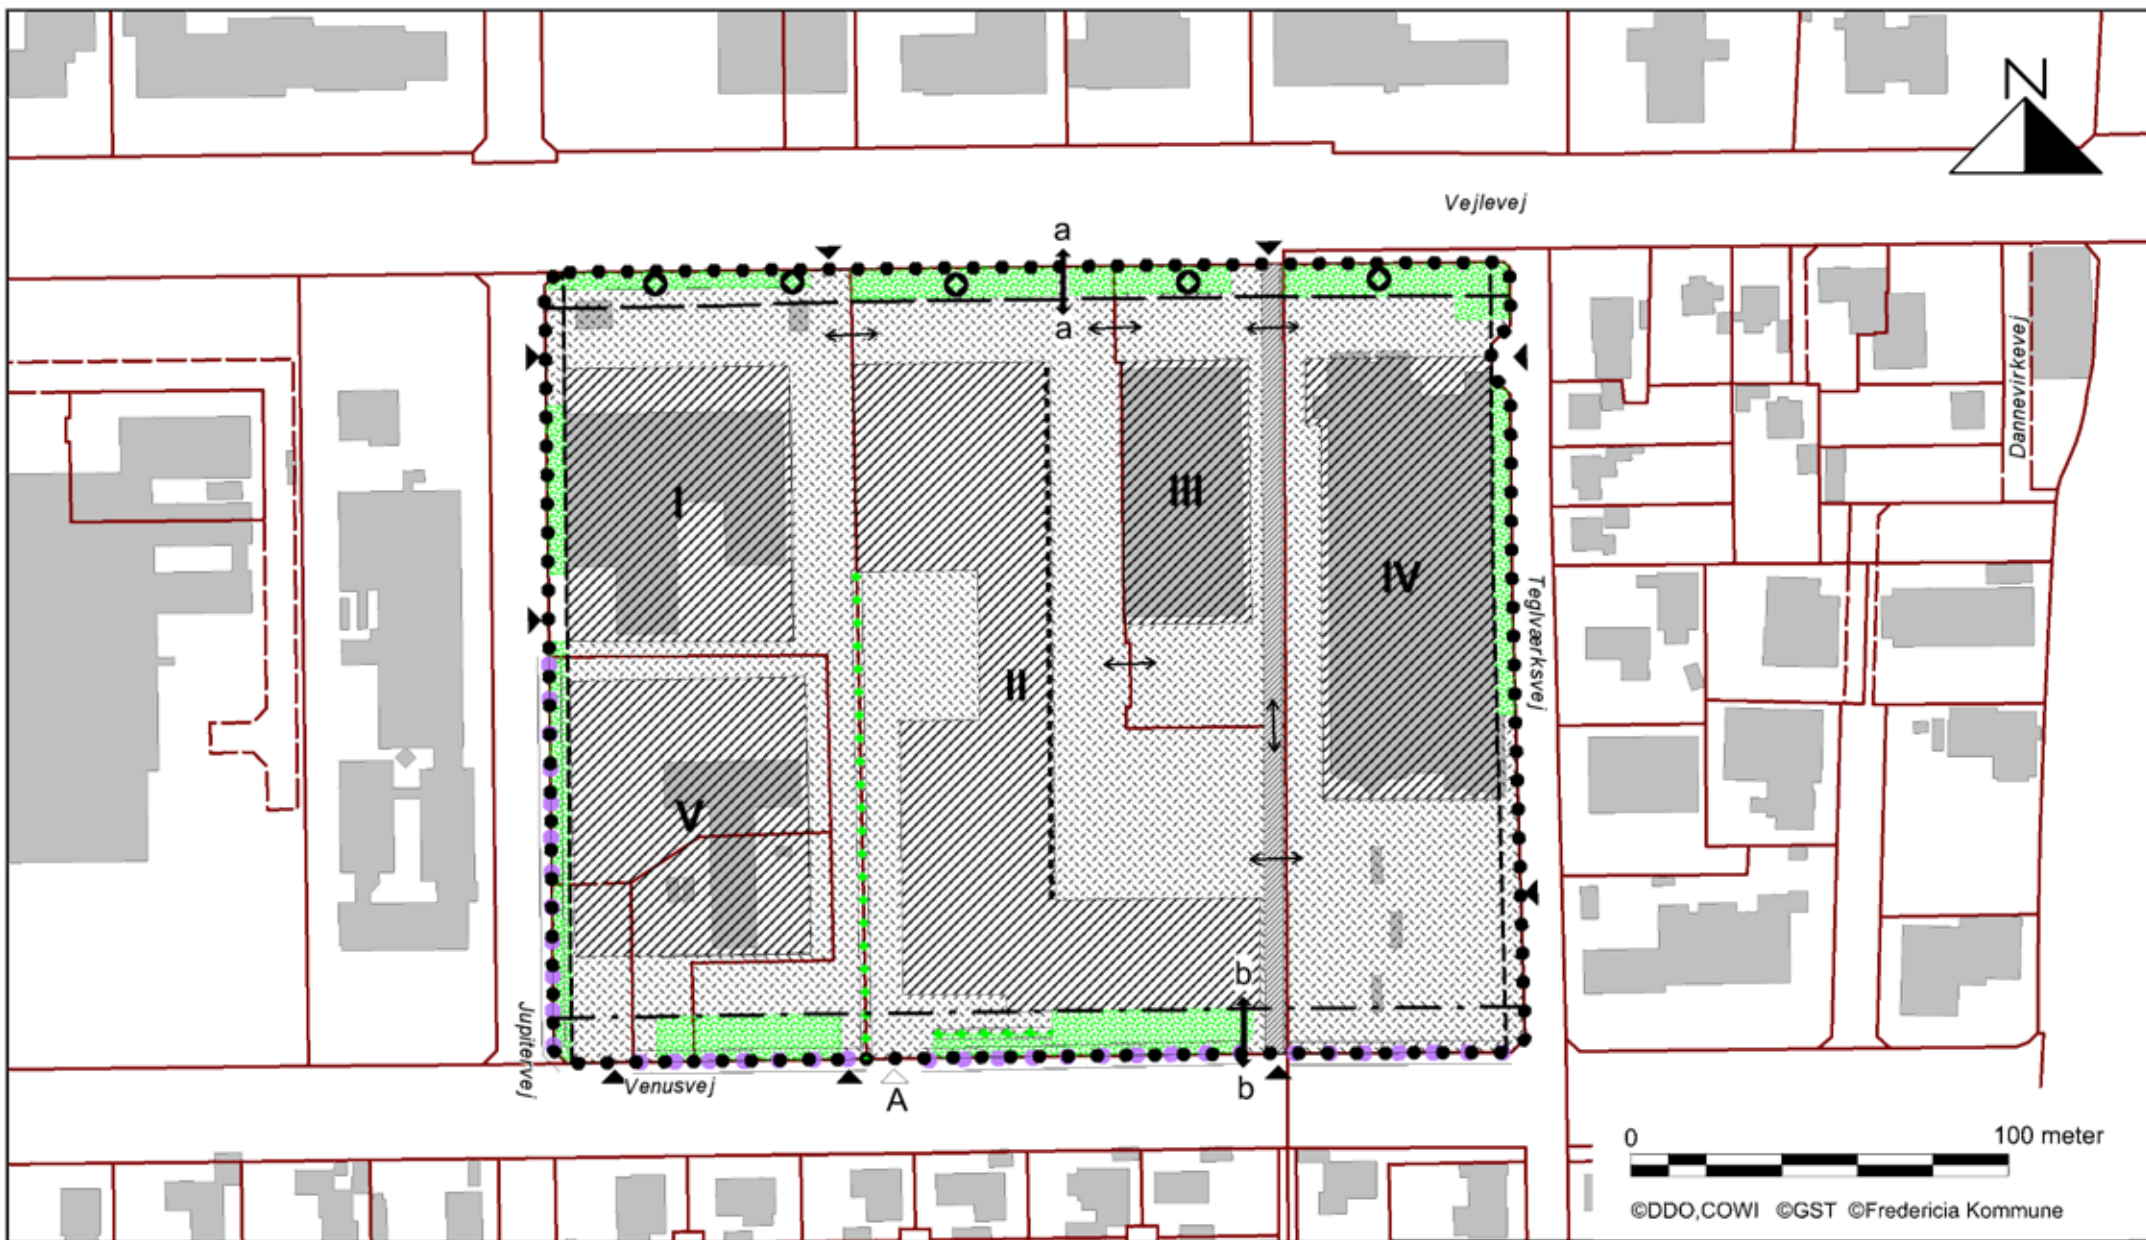 N
Vejlevej
a
a
Dannevirkevej
I
III
II
IV
Teglværksvej
V
b
b
Jupitervej
Venusvej
A
0 100 meter
©DDO,COWI ©GST ©Fredericia Kommune